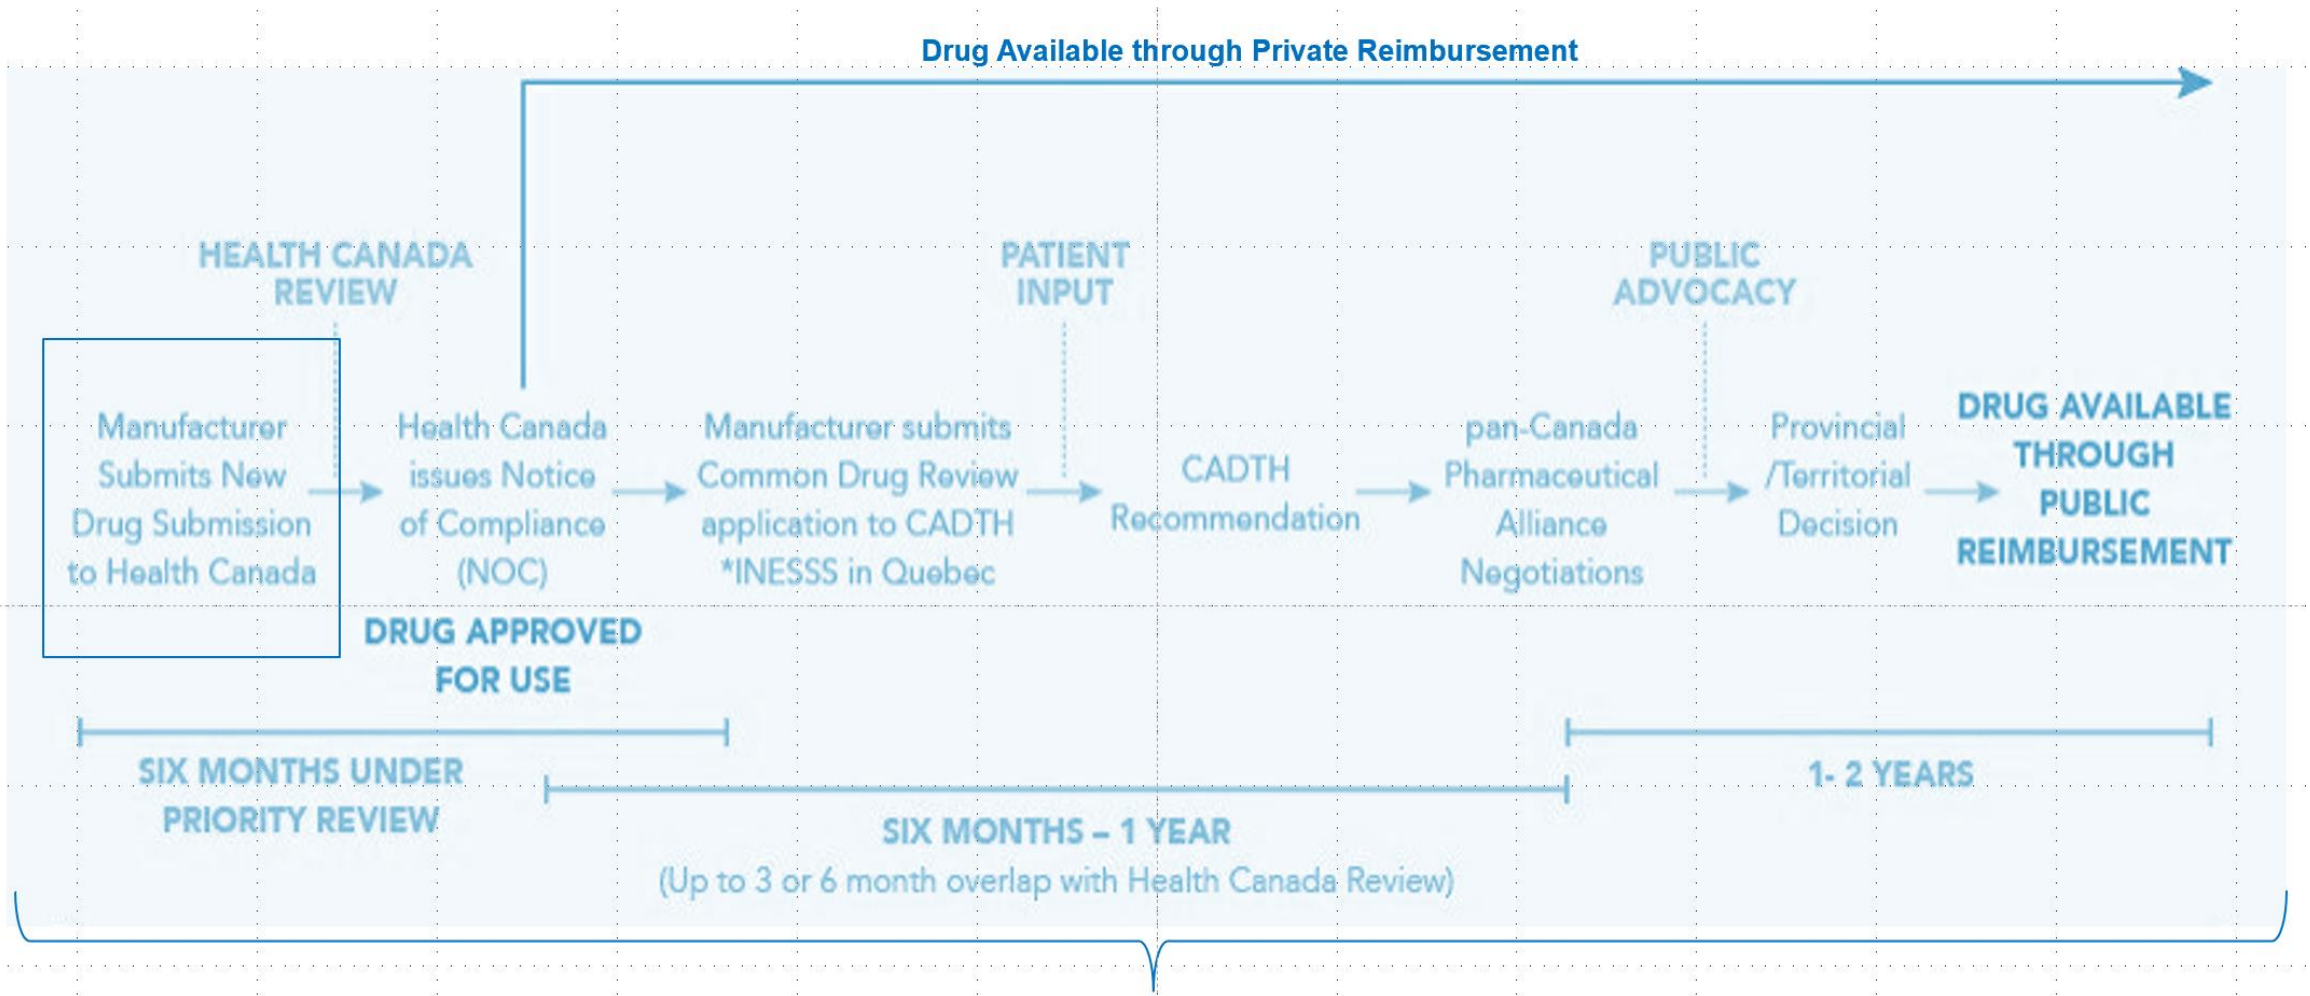 Drug Available through Private Reimbursement
HEALTH CANADA
REVIEW
PATIENT
INPUT
PUBLIC
ADVOCACY
Manufacturer
Submits New
Drug Submission
to Health Canada
Health Canada
issues Notice
of Compliance
(NOC)
DRUG APPROVED
FOR USE
Manufacturer submits
Common Drug Review
application to CADTH
*INESSS in Quebec
CADTH
Recommendation
pan-Canada
Pharmaceutical
Alliance
Negotiations
Provincial
/Territorial
Decision
DRUG AVAILABLE
THROUGH
PUBLIC
REIMBURSEMENT
SIX MONTHS UNDER
PRIORITY REVIEW
SIX MONTHS – 1 YEAR
(Up to 3 or 6 month overlap with Health Canada Review)
1- 2 YEARS